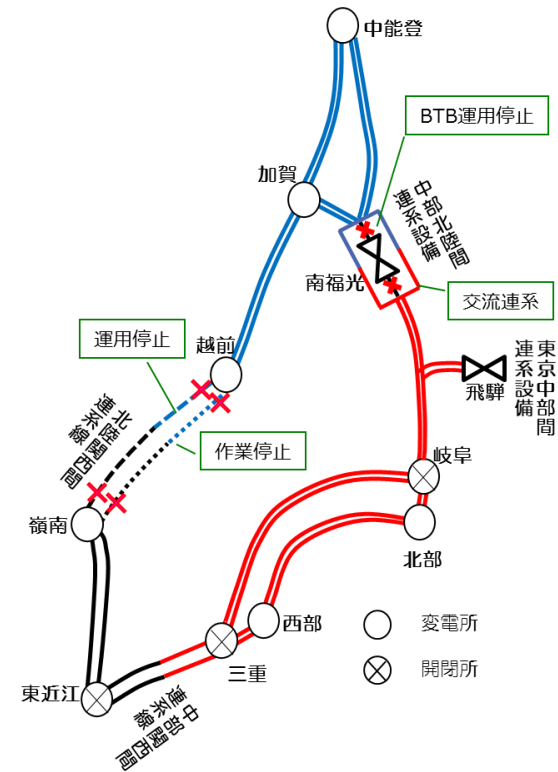 中能登
BTB運用停止
加賀
中部北陸間
連系設備
南福光
交流連系
運用停止
越前
東京中部間
連系設備
飛騨
北陸関西間
連系線
作業停止
岐阜
嶺南
北部
西部
変電所
三重
開閉所
東近江
中部関西間
連系線